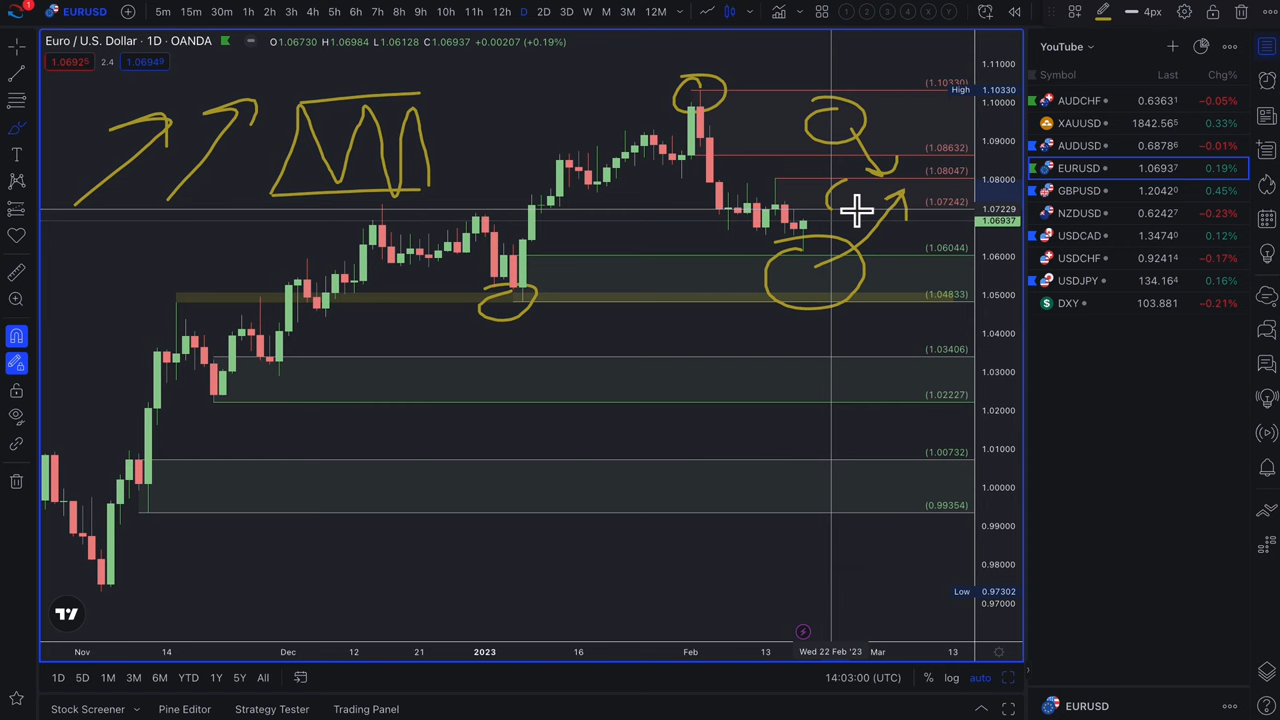 1
EURUSD
5m 15m 30m 1h 2h 3h 4h 5h 6h 7h 8h 9h 10h 11h 12h D 2D 3D W M 3M 12M
1 2 3 4 X Y
4px
Euro / U.S. Dollar · 1D · OANDA O1.06730 H1.06984 L1.06128 C1.06937 +0.00207 (+0.19%)
1.06925 2.4 1.06949
1.11000
(1.10330)
High 1.10330
1.10000
1.09000
(1.08632)
(1.08047)
1.08000
(1.07242)
1.07229
1.06937
(1.06044)
1.06000
(1.04833)
1.05000
1.04000
(1.03406)
1.03000
(1.02227)
1.02000
1.01000
(1.00732)
1.00000
(0.99354)
0.99000
0.98000
Low 0.97302
0.97000
Nov 14 Dec 12 21 2023 16 Feb 13 Wed 22 Feb '23 Mar 13
1D 5D 1M 3M 6M YTD 1Y 5Y All
14:03:00 (UTC) % log auto
Stock Screener Pine Editor Strategy Tester Trading Panel
YouTube
Symbol Last Chg%
AUDCHF 0.63631 −0.05%
XAUUSD 1842.565 0.33%
AUDUSD 0.68786 −0.01%
EURUSD 1.06937 0.19%
GBPUSD 1.20420 0.45%
NZDUSD 0.62427 −0.23%
USDCAD 1.34740 0.12%
USDCHF 0.92414 −0.17%
USDJPY 134.164 0.16%
DXY 103.881 −0.21%
EURUSD